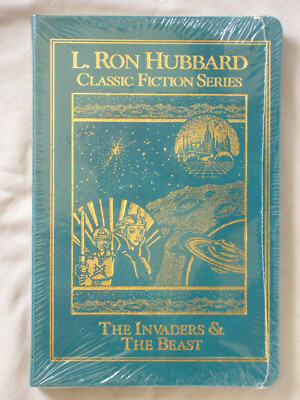 L. RON HUBBARD
CLASSIC FICTION SERIES
THE INVADERS &
THE BEAST